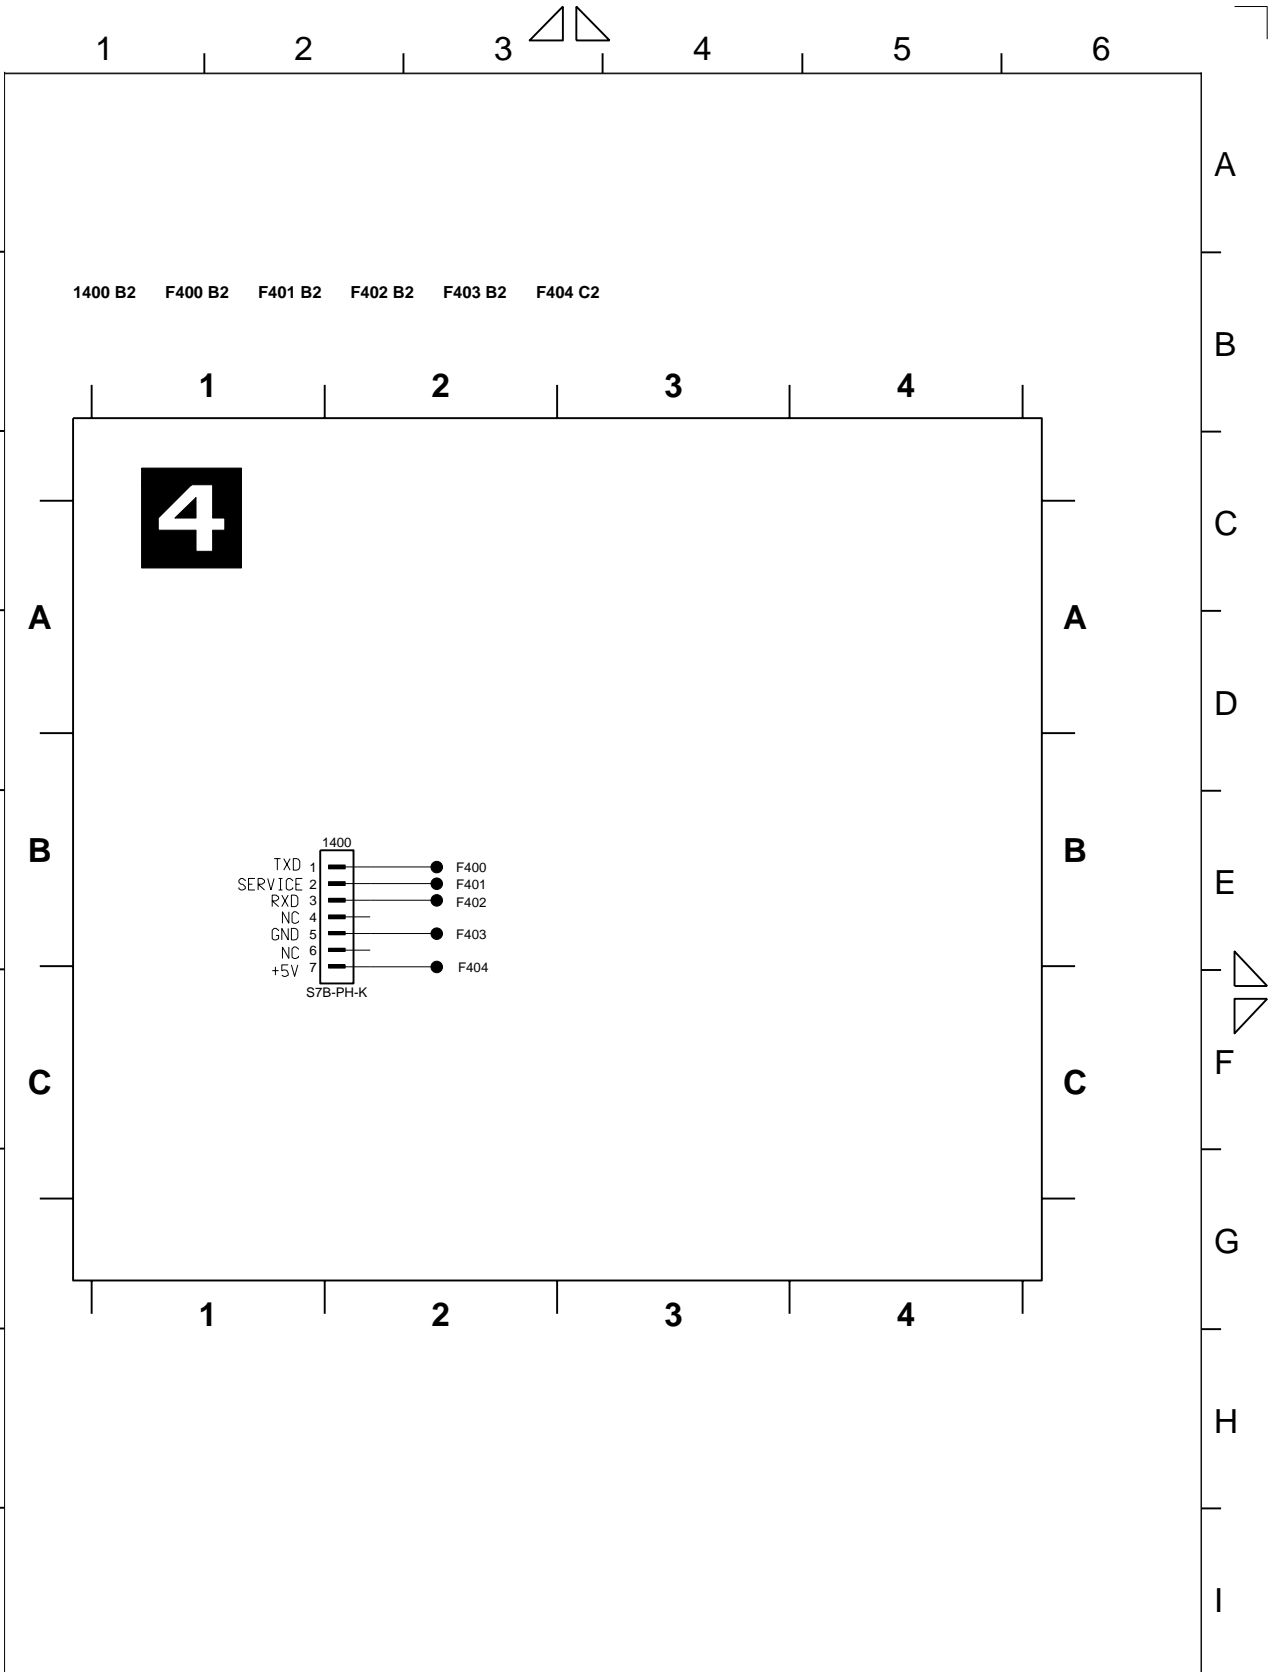 1 2 3 4 5 6
A
1400 B2 F400 B2 F401 B2 F402 B2 F403 B2 F404 C2
B
1 2 3 4
4
C
A A
D
1400
B B
TXD 1 F400
SERVICE 2 F401
E
RXD 3 F402
NC 4
GND 5 F403
NC 6
+5V 7 F404
S7B-PH-K
F
C C
G
1 2 3 4
H
I